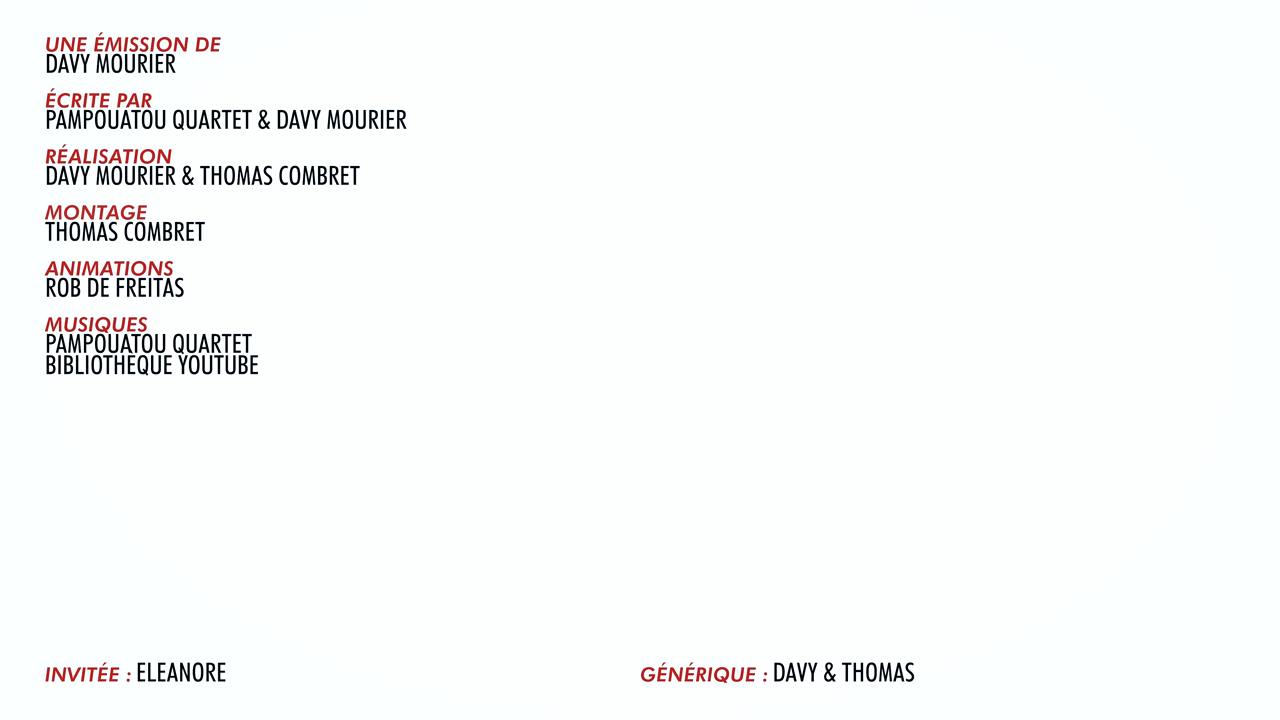 UNE ÉMISSION DE
DAVY MOURIER
ÉCRITE PAR
PAMPOUATOU QUARTET & DAVY MOURIER
RÉALISATION
DAVY MOURIER & THOMAS COMBRET
MONTAGE
THOMAS COMBRET
ANIMATIONS
ROB DE FREITAS
MUSIQUES
PAMPOUATOU QUARTET
BIBLIOTHÈQUE YOUTUBE
INVITÉE : ELEANORE
GÉNÉRIQUE : DAVY & THOMAS